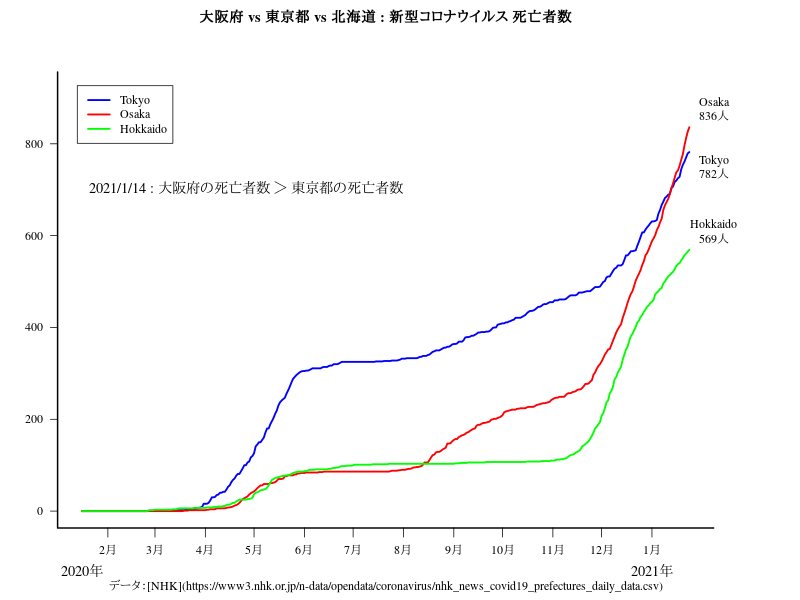 大阪府 vs 東京都 vs 北海道 : 新型コロナウイルス 死亡者数
Tokyo
Osaka
Hokkaido
Osaka
836人
Tokyo
782人
Hokkaido
569人
2021/1/14 : 大阪府の死亡者数 ＞ 東京都の死亡者数
800
600
400
200
0
2月 3月 4月 5月 6月 7月 8月 9月 10月 11月 12月 1月
2020年 2021年
データ：[NHK](https://www3.nhk.or.jp/n-data/opendata/coronavirus/nhk_news_covid19_prefectures_daily_data.csv)